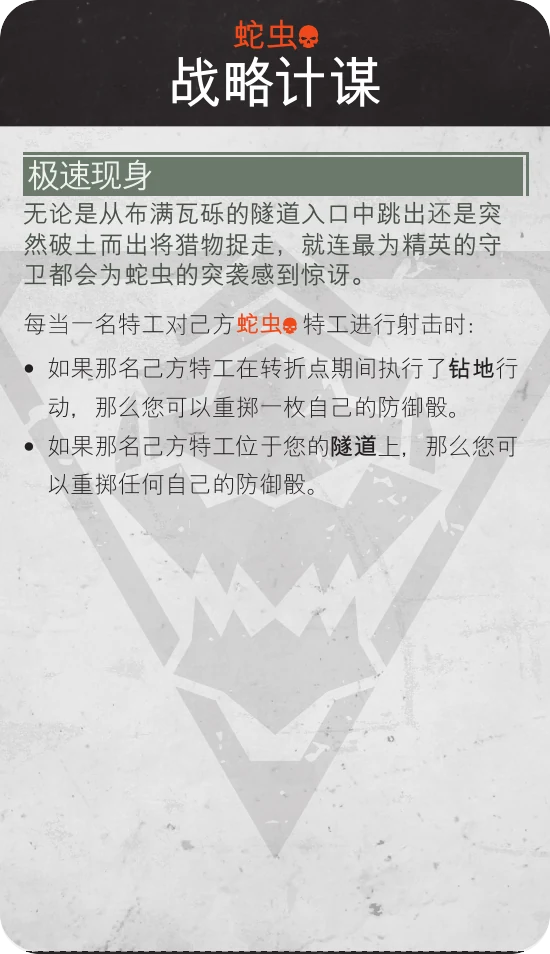 蛇虫
战略计谋
极速现身
无论是从布满瓦砾的隧道入口中跳出还是突
然破土而出将猎物捉走，就连最为精英的守
卫都会为蛇虫的突袭感到惊讶。
每当一名特工对己方蛇虫特工进行射击时：
• 如果那名己方特工在转折点期间执行了钻地行
动，那么您可以重掷一枚自己的防御骰。
• 如果那名己方特工位于您的隧道上，那么您可
以重掷任何自己的防御骰。